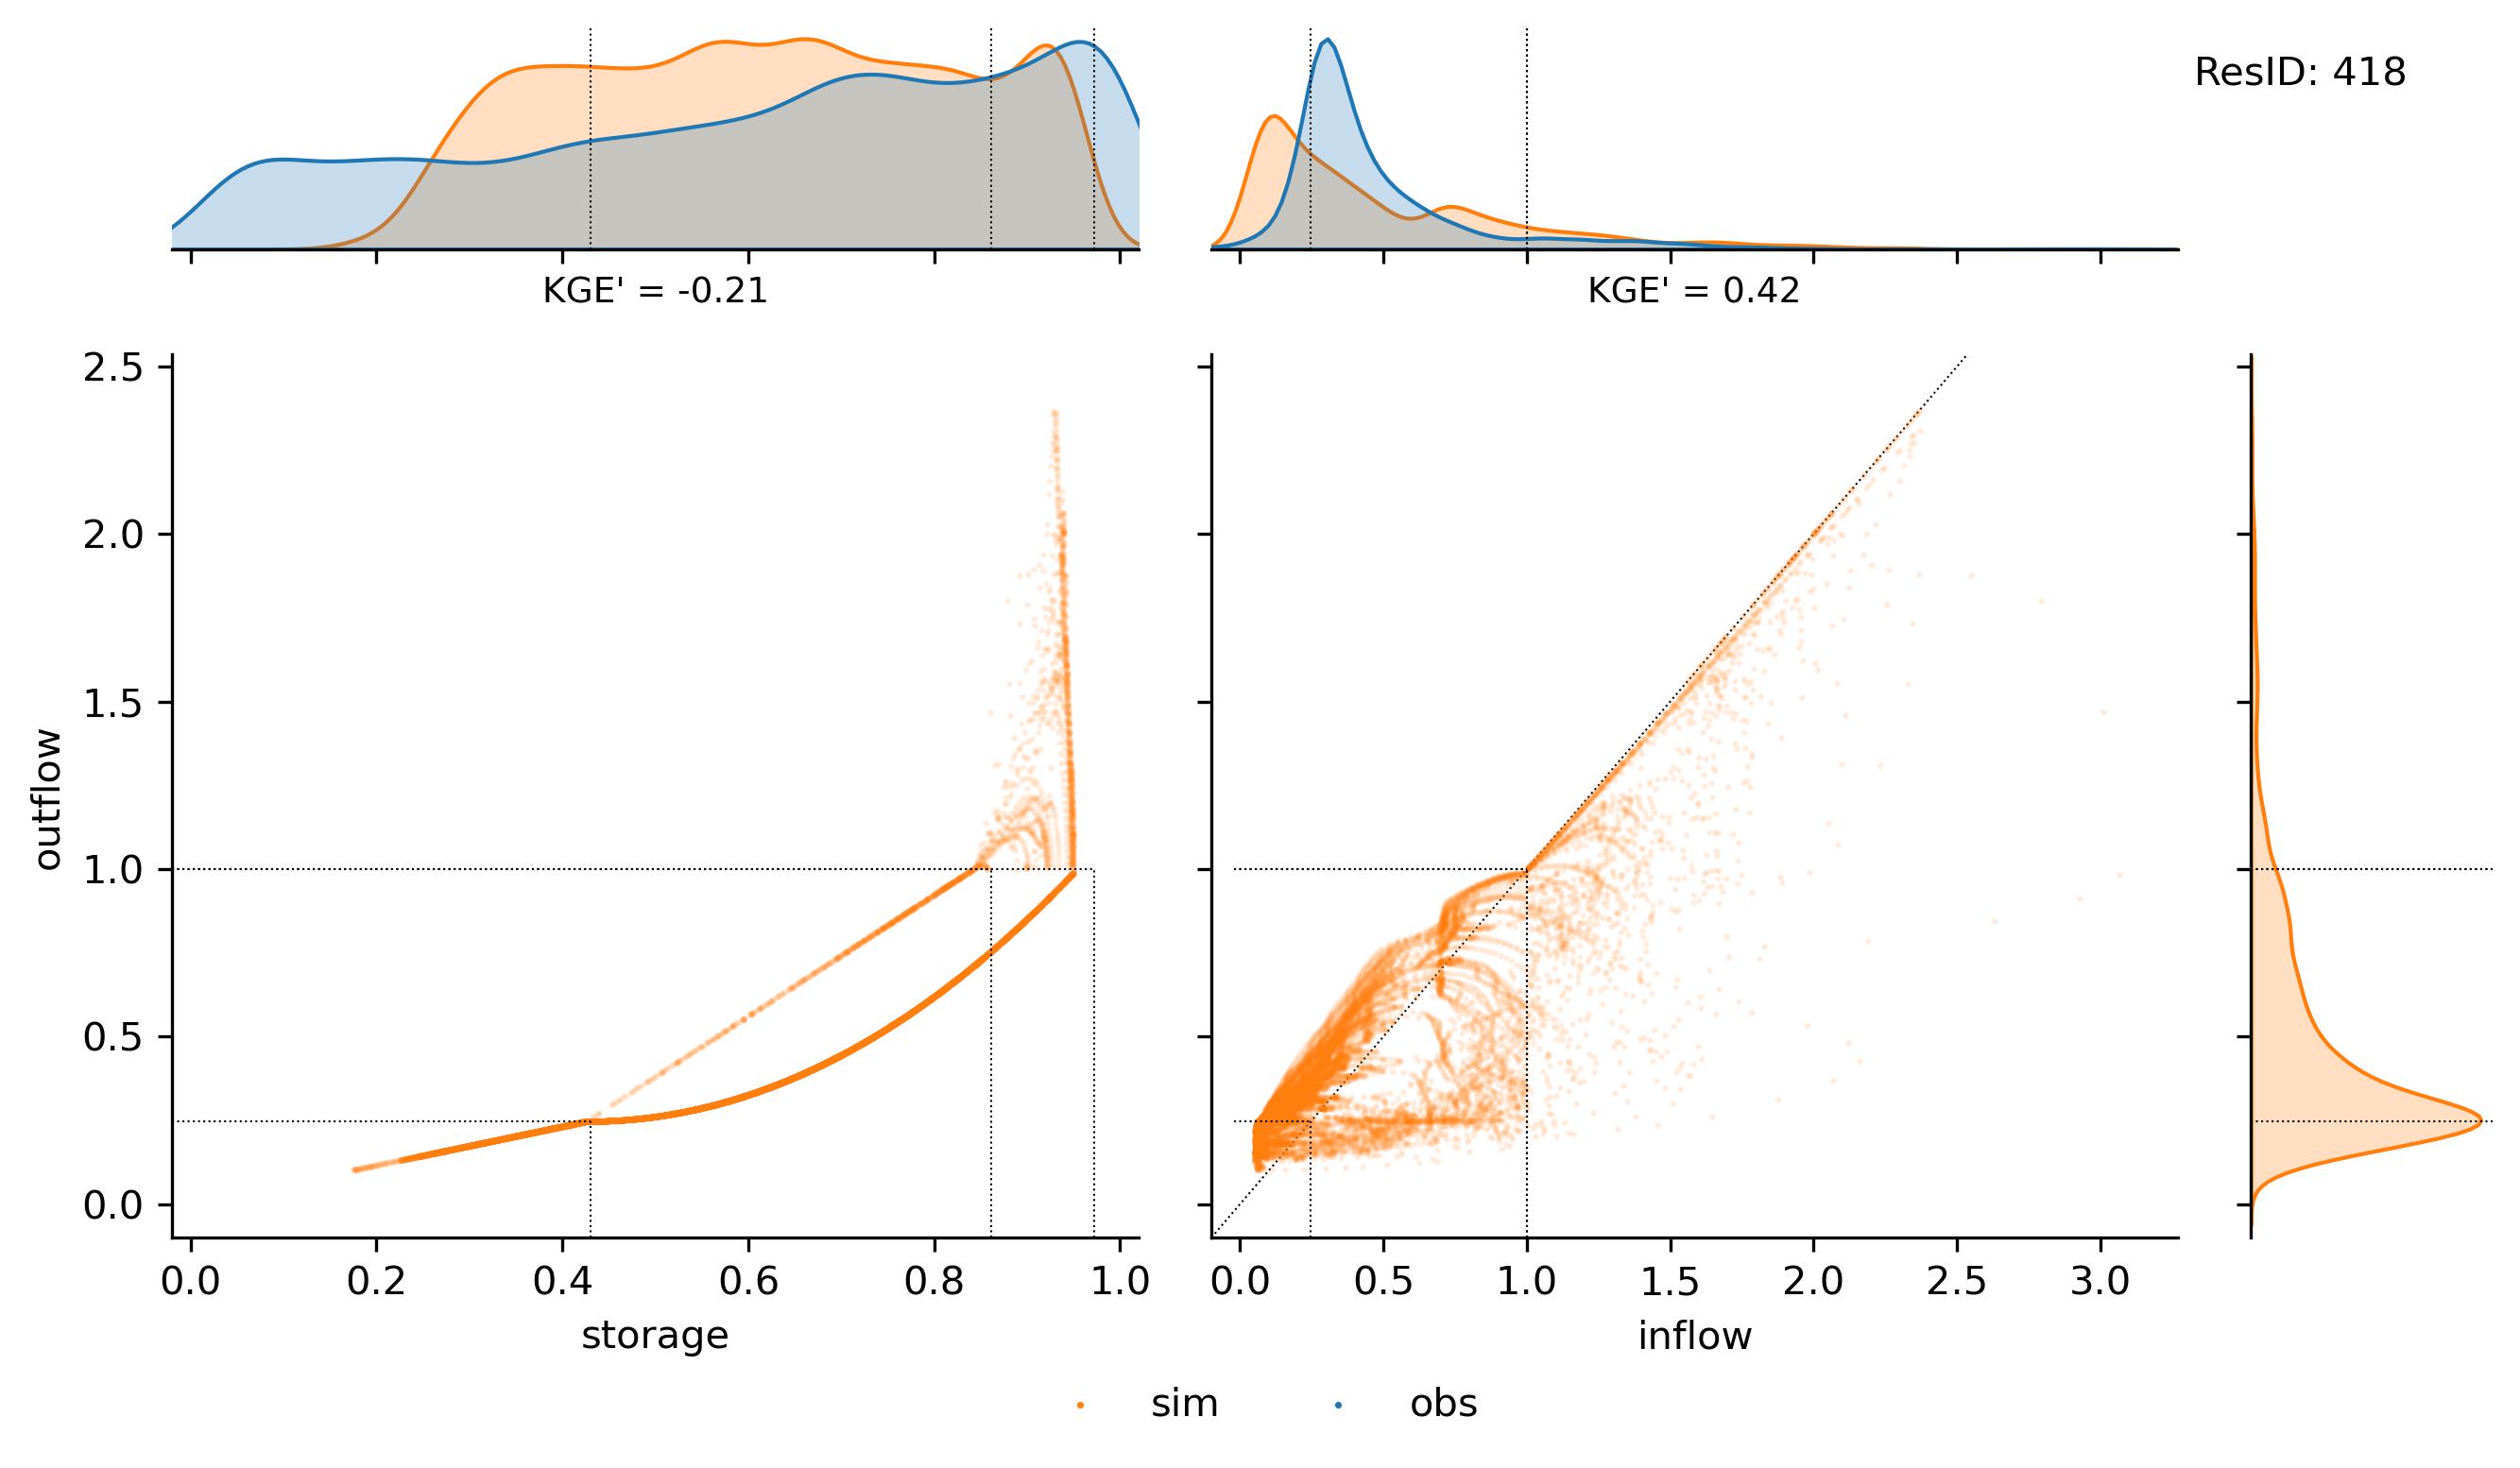 ResID: 418
KGE' = -0.21
KGE' = 0.42
outflow
2.5
2.0
1.5
1.0
0.5
0.0
0.0 0.2 0.4 0.6 0.8 1.0
storage
0.0 0.5 1.0 1.5 2.0 2.5 3.0
inflow
sim obs